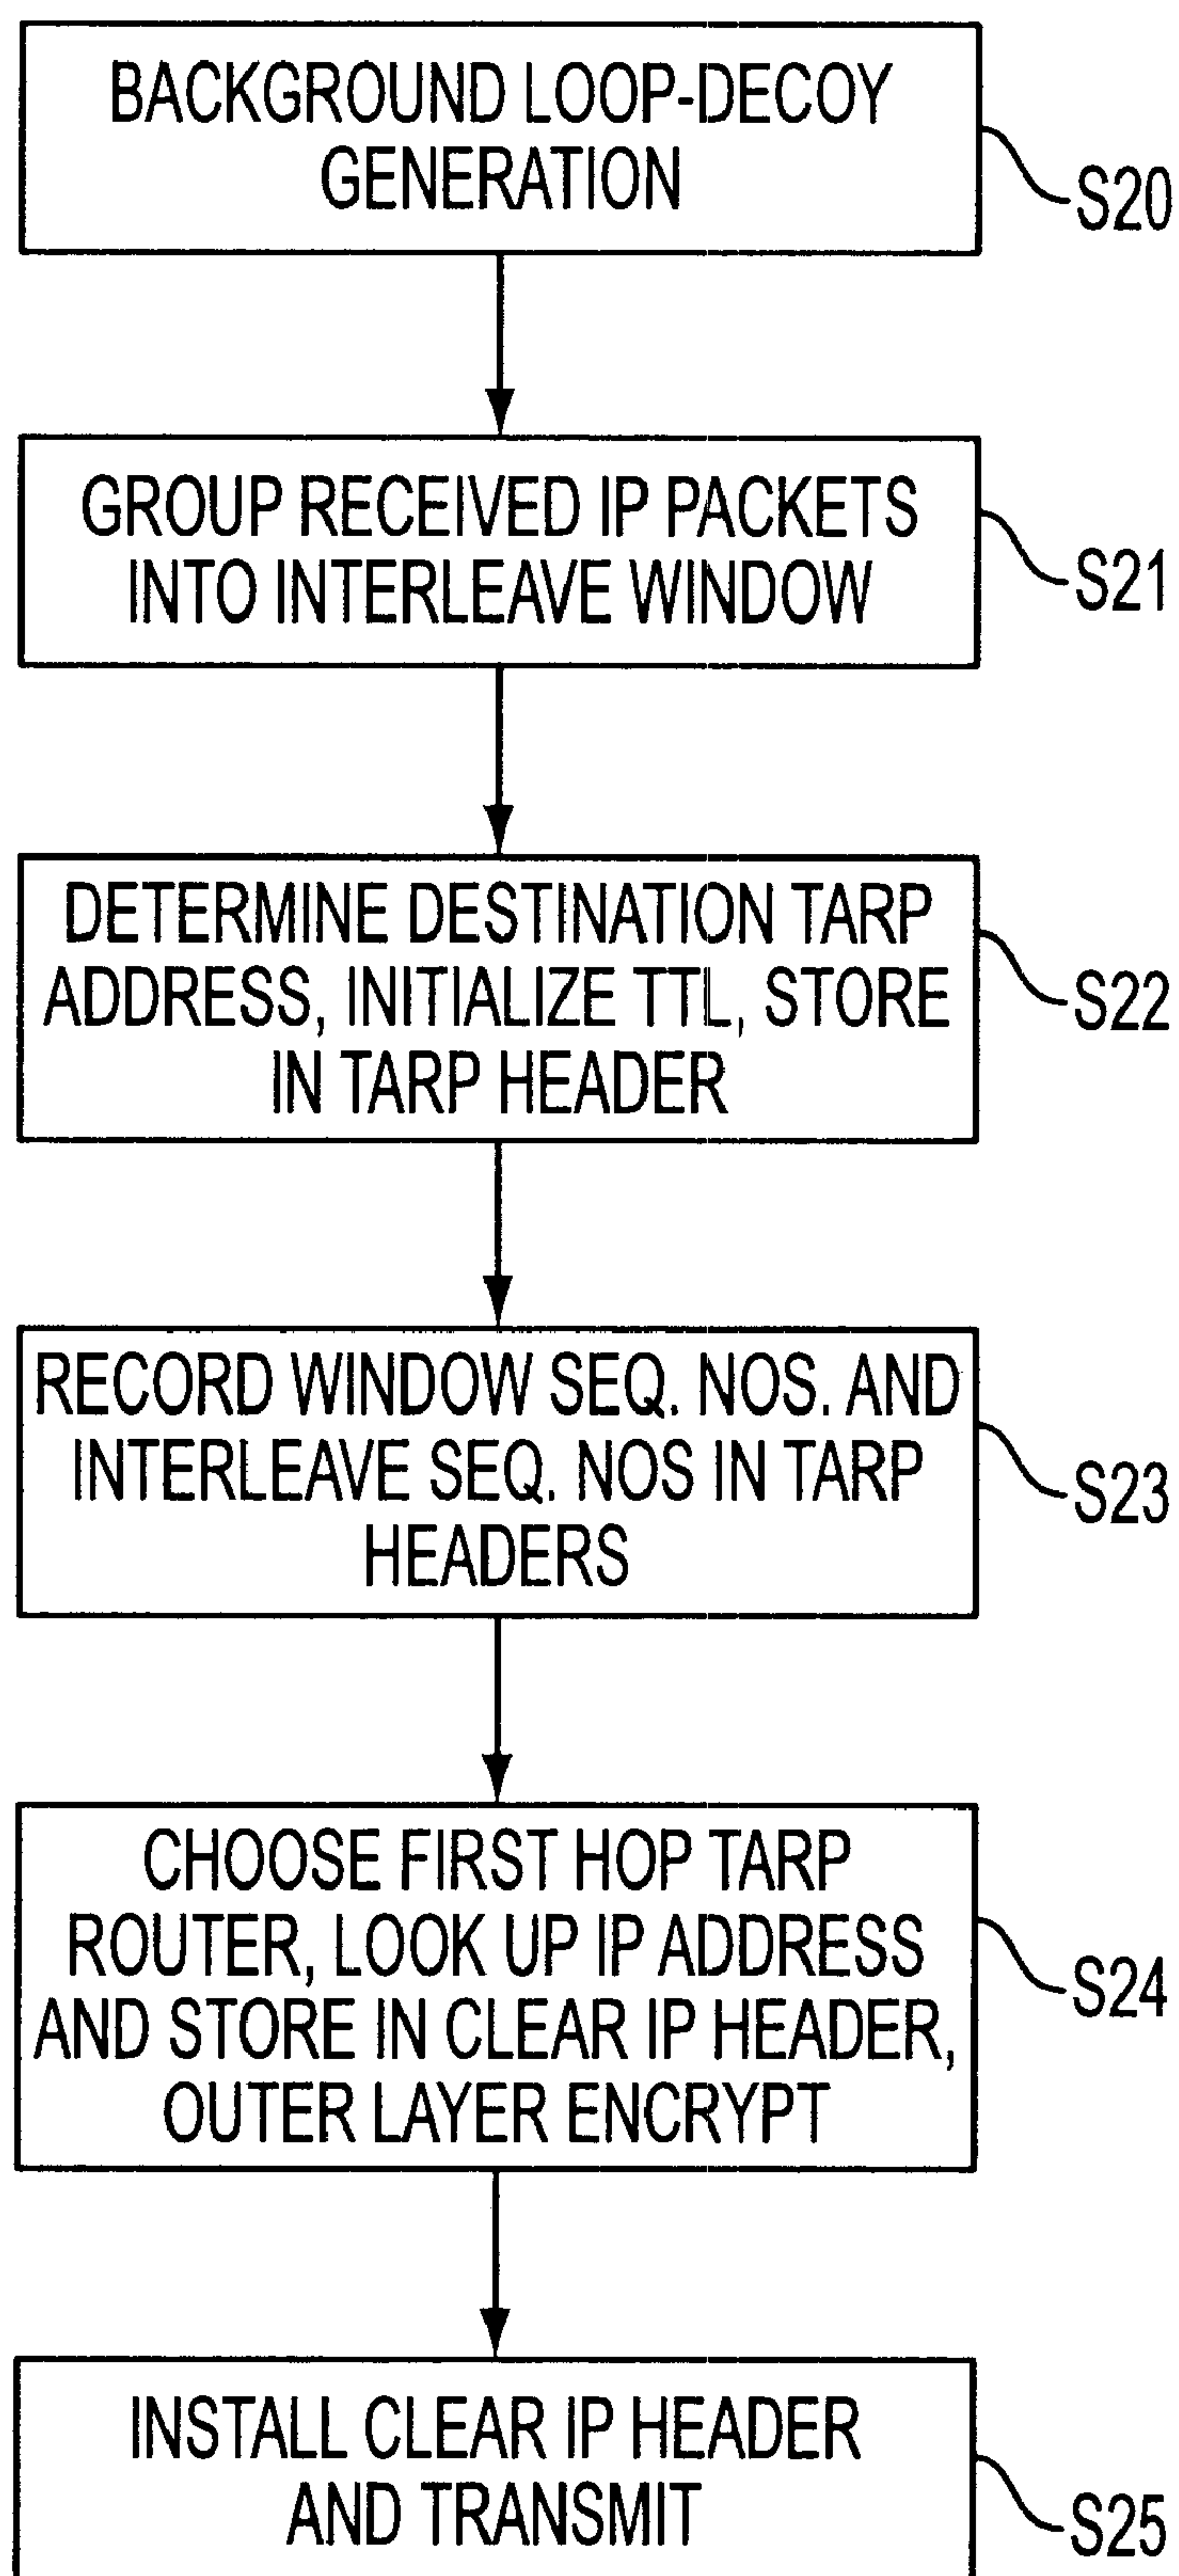 BACKGROUND LOOP-DECOY
GENERATION
S20
GROUP RECEIVED IP PACKETS
INTO INTERLEAVE WINDOW
S21
DETERMINE DESTINATION TARP
ADDRESS, INITIALIZE TTL, STORE
IN TARP HEADER
S22
RECORD WINDOW SEQ. NOS. AND
INTERLEAVE SEQ. NOS IN TARP
HEADERS
S23
CHOOSE FIRST HOP TARP
ROUTER, LOOK UP IP ADDRESS
AND STORE IN CLEAR IP HEADER,
OUTER LAYER ENCRYPT
S24
INSTALL CLEAR IP HEADER
AND TRANSMIT
S25